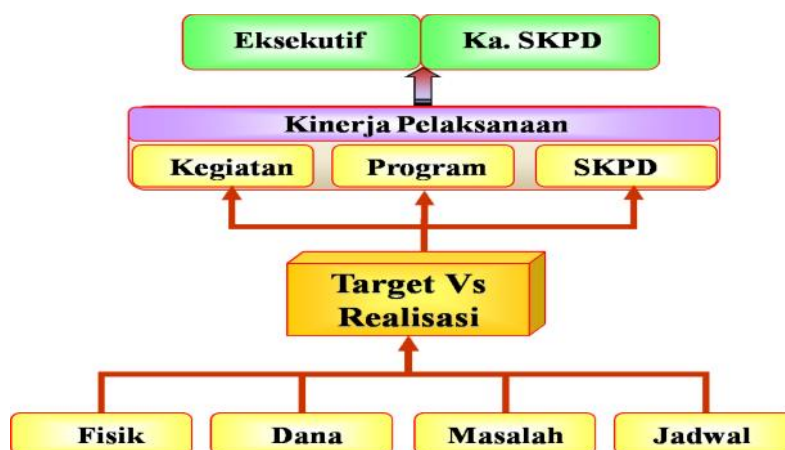 Eksekutif
Ka. SKPD
Kinerja Pelaksanaan
Kegiatan
Program
SKPD
Target Vs
Realisasi
Fisik
Dana
Masalah
Jadwal